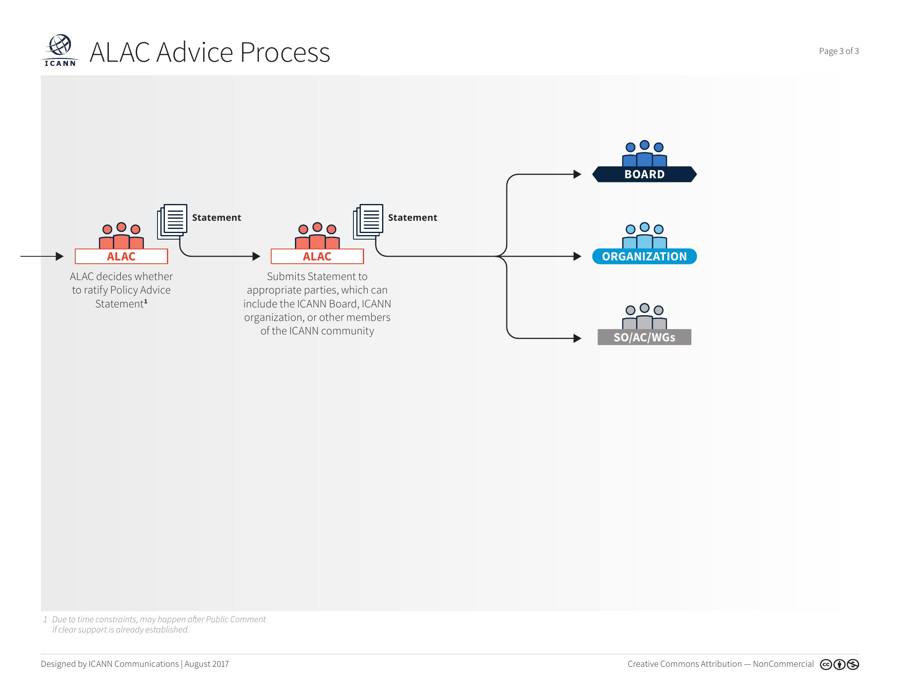 ICANN
ALAC Advice Process
Page 3 of 3
BOARD
Statement
Statement
ALAC
ALAC
ORGANIZATION
ALAC decides whether
to ratify Policy Advice
Statement¹
Submits Statement to
appropriate parties, which can
include the ICANN Board, ICANN
organization, or other members
of the ICANN community
SO/AC/WGs
1 Due to time constraints, may happen after Public Comment
if clear support is already established.
Designed by ICANN Communications | August 2017
Creative Commons Attribution — NonCommercial